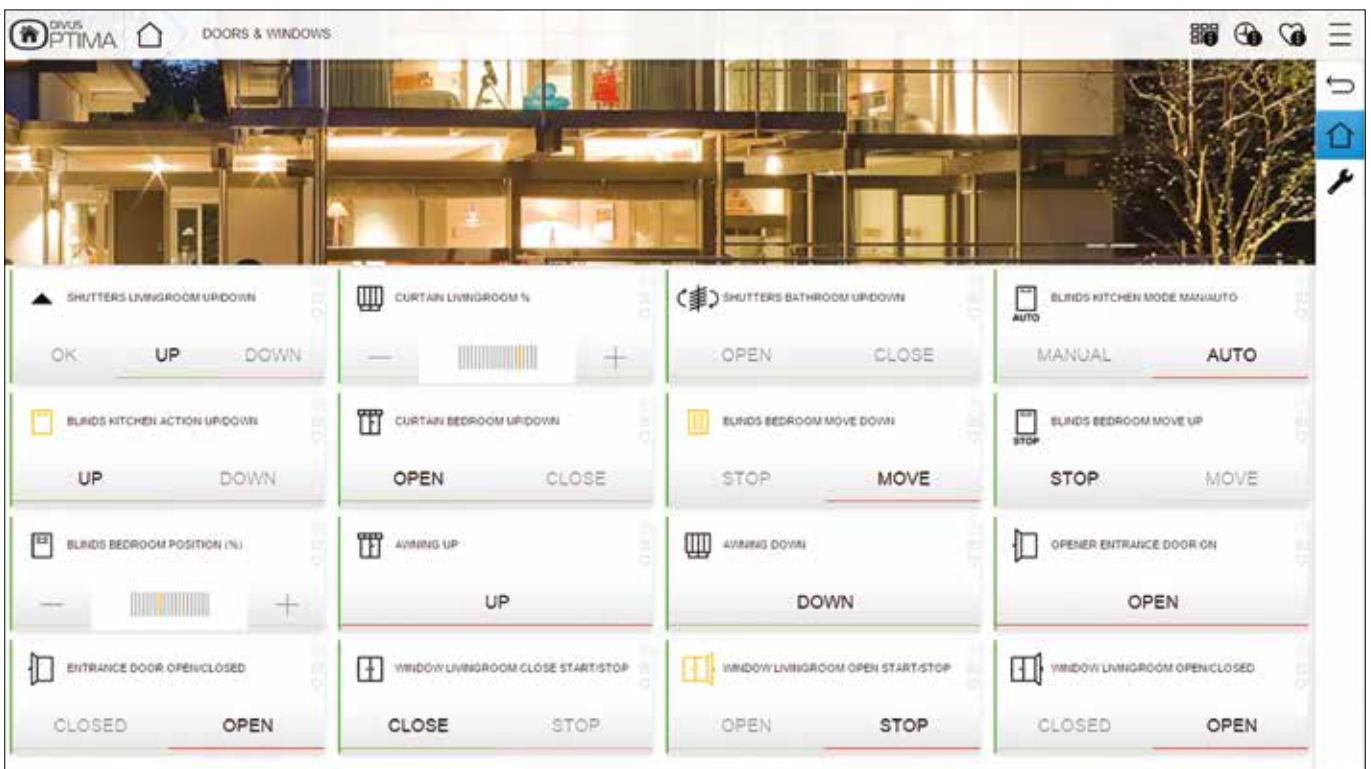 DIVUS
OPTIMA
DOORS & WINDOWS
SHUTTERS LIVINGROOM UP/DOWN
OK UP DOWN
CURTAIN LIVINGROOM %
— +
SHUTTERS BATHROOM UP/DOWN
OPEN CLOSE
AUTO
BLINDS KITCHEN MODE MAN/AUTO
MANUAL AUTO
BLINDS KITCHEN ACTION UP/DOWN
UP DOWN
CURTAIN BEDROOM UP/DOWN
OPEN CLOSE
BLINDS BEDROOM MOVE DOWN
STOP MOVE
STOP
BLINDS BEDROOM MOVE UP
STOP MOVE
BLINDS BEDROOM POSITION (%)
— +
AWNING UP
UP
AWNING DOWN
DOWN
OPENER ENTRANCE DOOR ON
OPEN
ENTRANCE DOOR OPEN/CLOSED
CLOSED OPEN
WINDOW LIVINGROOM CLOSE START/STOP
CLOSE STOP
WINDOW LIVINGROOM OPEN START/STOP
OPEN STOP
WINDOW LIVINGROOM OPEN/CLOSED
CLOSED OPEN